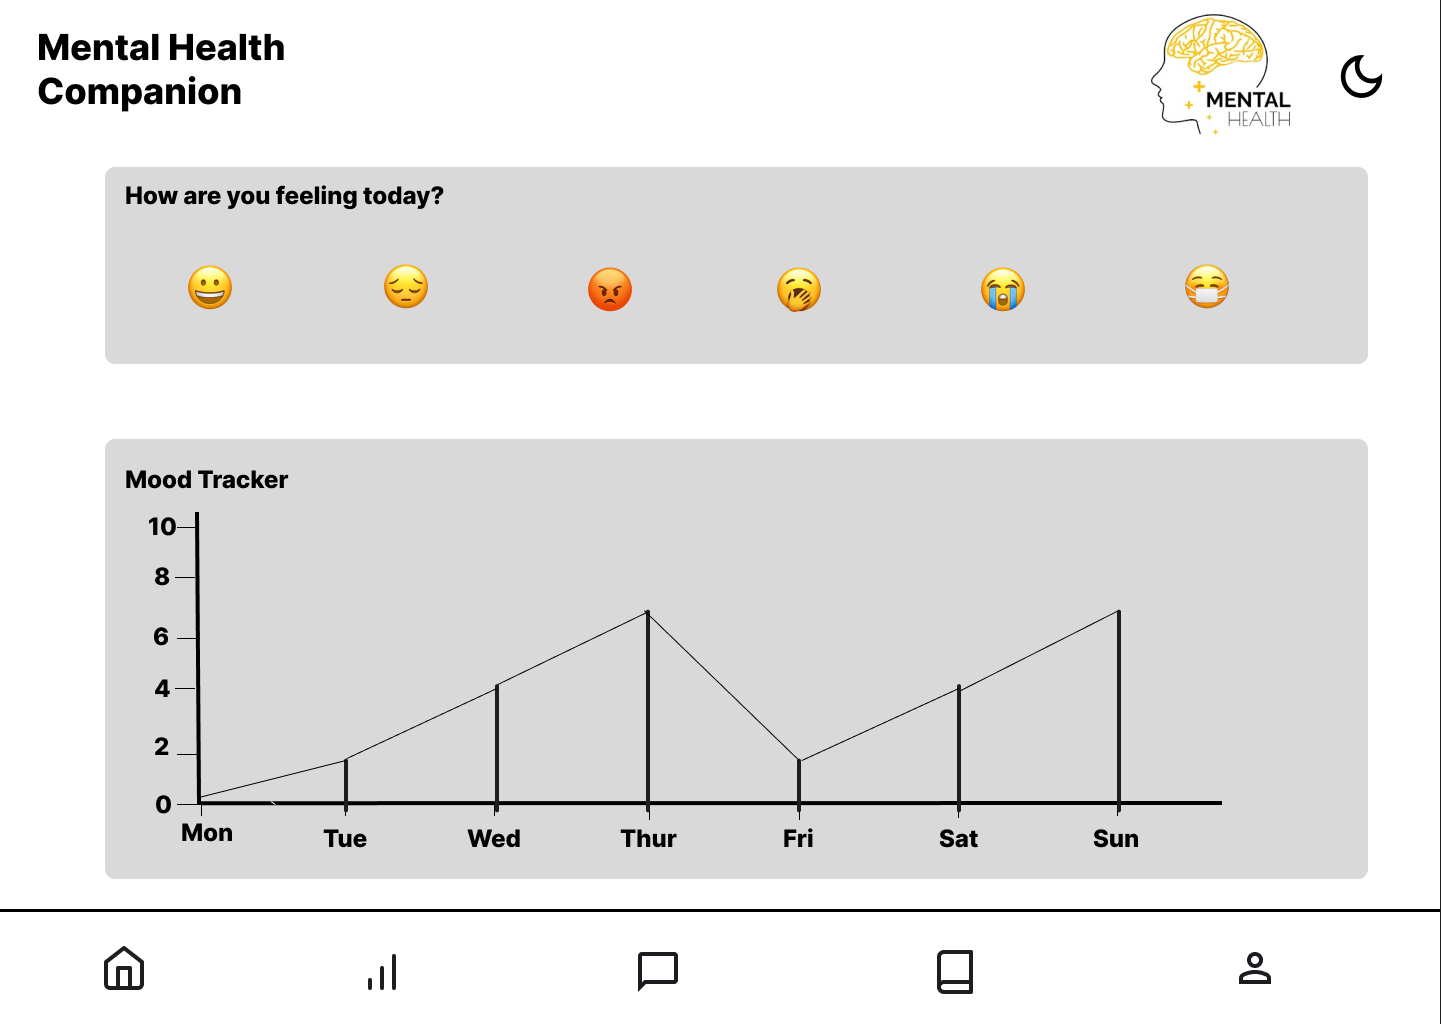 Mental Health
Companion
MENTAL
HEALTH
How are you feeling today?
Mood Tracker
10
8
6
4
2
0
Mon Tue Wed Thur Fri Sat Sun